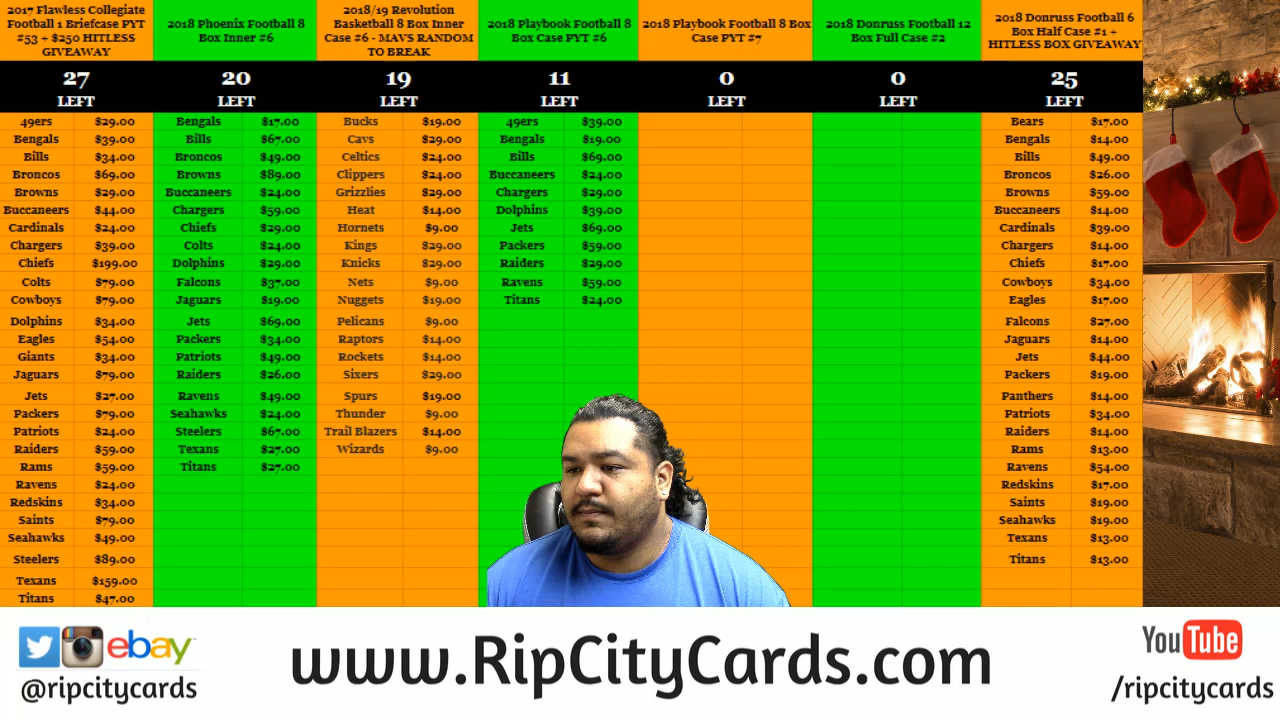 2017 Flawless Collegiate
Football 1 Briefcase PYT
#53 + $250 HITLESS
GIVEAWAY
27
LEFT
49ers $29.00
Bengals $39.00
Bills $34.00
Broncos $69.00
Browns $29.00
Buccaneers $44.00
Cardinals $24.00
Chargers $39.00
Chiefs $199.00
Colts $79.00
Cowboys $79.00
Dolphins $34.00
Eagles $54.00
Giants $34.00
Jaguars $79.00
Jets $27.00
Packers $79.00
Patriots $24.00
Raiders $59.00
Rams $59.00
Ravens $24.00
Redskins $34.00
Saints $79.00
Seahawks $49.00
Steelers $89.00
Texans $159.00
Titans $47.00
2018 Phoenix Football 8
Box Inner #6
20
LEFT
Bengals $17.00
Bills $67.00
Broncos $49.00
Browns $89.00
Buccaneers $24.00
Chargers $59.00
Chiefs $29.00
Colts $24.00
Dolphins $29.00
Falcons $37.00
Jaguars $19.00
Jets $69.00
Packers $34.00
Patriots $49.00
Raiders $26.00
Ravens $49.00
Seahawks $24.00
Steelers $67.00
Texans $27.00
Titans $27.00
2018/19 Revolution
Basketball 8 Box Inner
Case #6 - MAVS RANDOM
TO BREAK
19
LEFT
Bucks $19.00
Cavs $29.00
Celtics $24.00
Clippers $24.00
Grizzlies $29.00
Heat $14.00
Hornets $9.00
Kings $29.00
Knicks $29.00
Nets $9.00
Nuggets $19.00
Pelicans $9.00
Raptors $14.00
Rockets $14.00
Sixers $29.00
Spurs $19.00
Thunder $9.00
Trail Blazers $14.00
Wizards $9.00
2018 Playbook Football 8
Box Case PYT #6
11
LEFT
49ers $39.00
Bengals $19.00
Bills $69.00
Buccaneers $24.00
Chargers $29.00
Dolphins $39.00
Jets $69.00
Packers $59.00
Raiders $29.00
Ravens $59.00
Titans $24.00
2018 Playbook Football 8 Box
Case PYT #7
0
LEFT
2018 Donruss Football 12
Box Full Case #2
0
LEFT
2018 Donruss Football 6
Box Half Case #1 +
HITLESS BOX GIVEAWAY
25
LEFT
Bears $17.00
Bengals $14.00
Bills $49.00
Broncos $26.00
Browns $59.00
Buccaneers $14.00
Cardinals $39.00
Chargers $14.00
Chiefs $17.00
Cowboys $34.00
Eagles $17.00
Falcons $27.00
Jaguars $14.00
Jets $44.00
Packers $19.00
Panthers $14.00
Patriots $34.00
Raiders $14.00
Rams $13.00
Ravens $54.00
Redskins $17.00
Saints $19.00
Seahawks $19.00
Texans $13.00
Titans $13.00
ebay
@ripcitycards
www.RipCityCards.com
YouTube
/ripcitycards